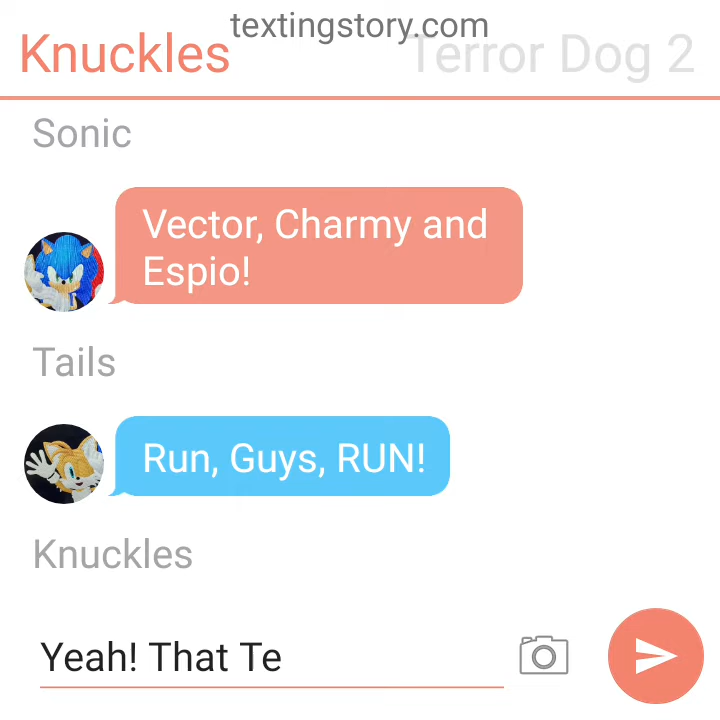 textingstory.com
Knuckles
Terror Dog 2
Sonic
Vector, Charmy and
Espio!
Tails
Run, Guys, RUN!
Knuckles
Yeah! That Te